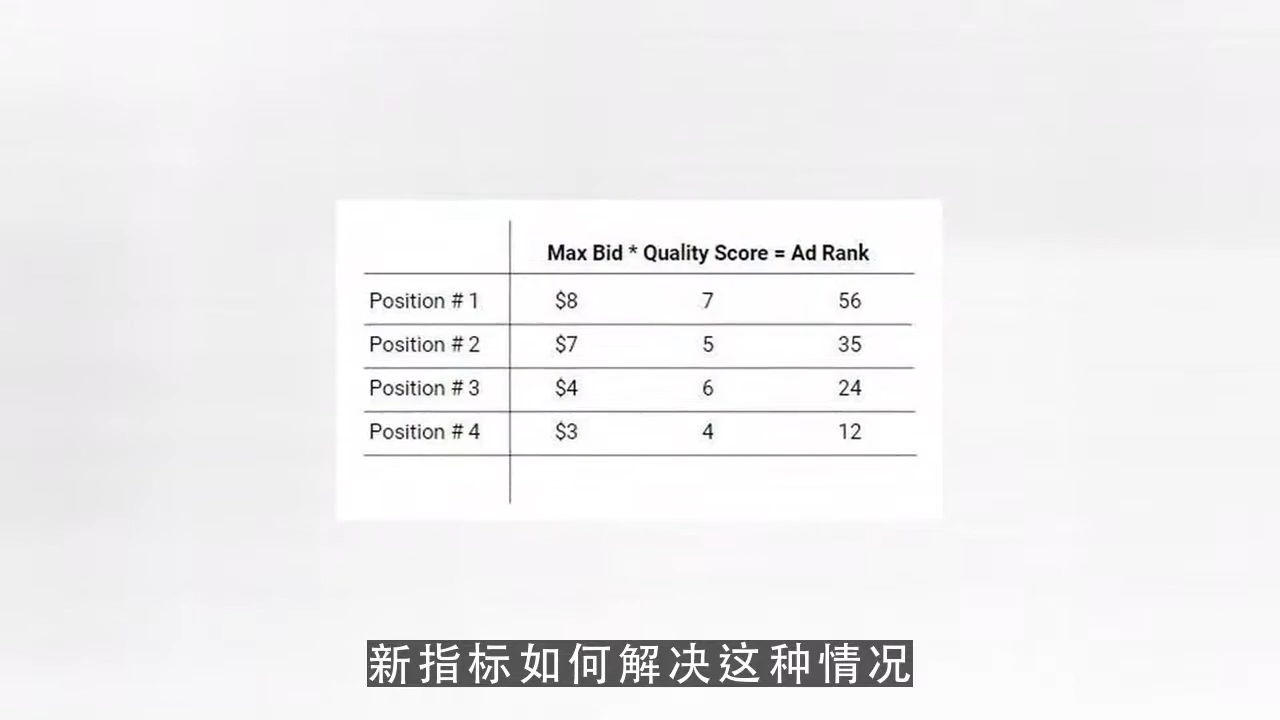 Max Bid * Quality Score = Ad Rank
Position # 1 $8 7 56
Position # 2 $7 5 35
Position # 3 $4 6 24
Position # 4 $3 4 12
新指标如何解决这种情况